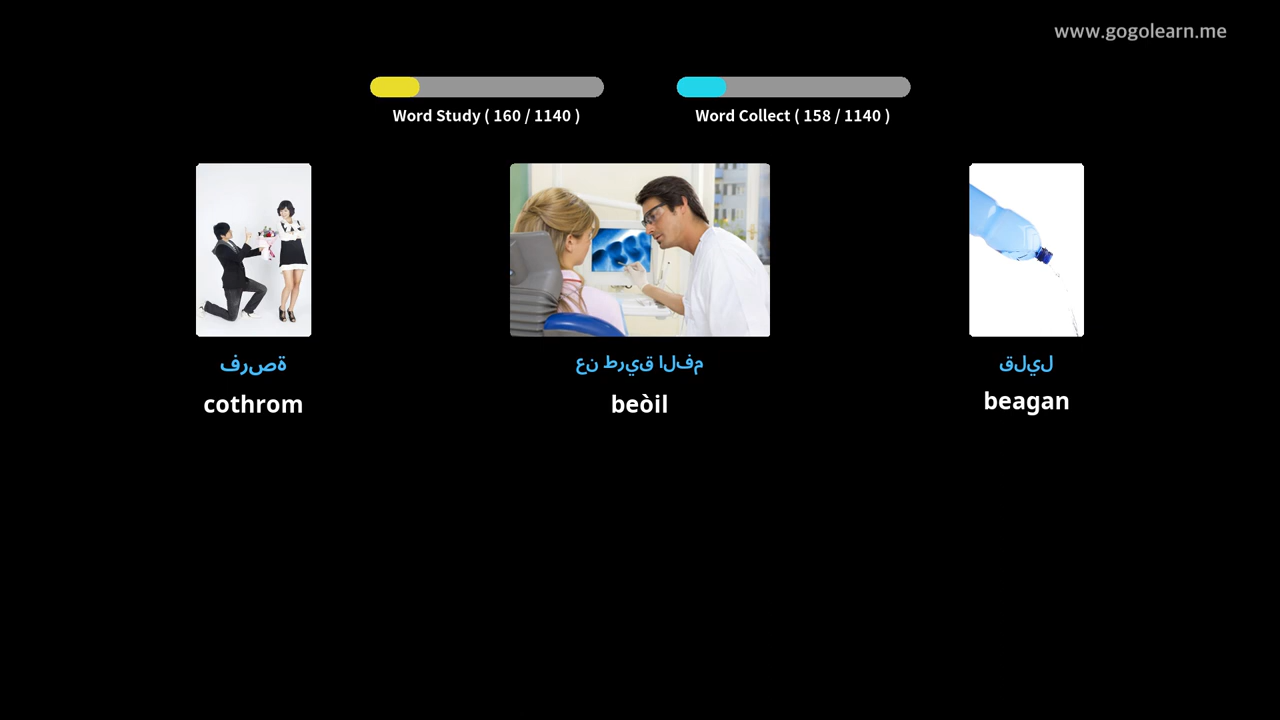 www.gogolearn.me
Word Study ( 160 / 1140 )
Word Collect ( 158 / 1140 )
فرصة
عن طريق الفم
قليل
cothrom
beòil
beagan